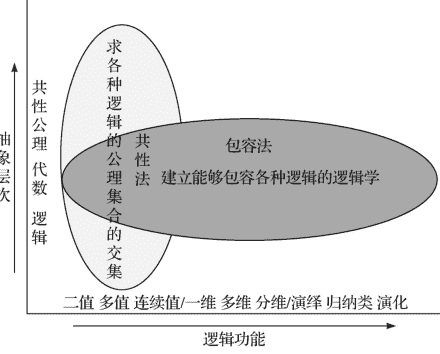 抽象层次
共性公理 代数 逻辑
求各种逻辑的公理集合的交集
共性法
包容法
建立能够包容各种逻辑的逻辑学
二值 多值 连续值/一维 多维 分维/演绎 归纳类 演化
逻辑功能